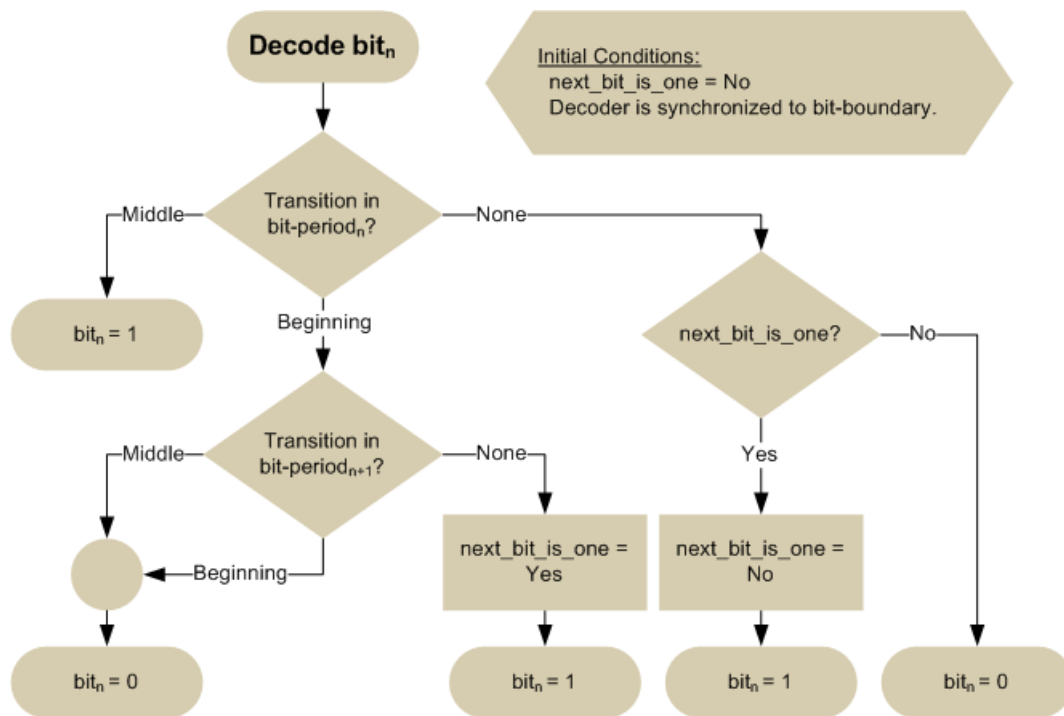 Decode bitₙ
Initial Conditions:
next_bit_is_one = No
Decoder is synchronized to bit-boundary.
Transition in
bit-periodₙ?
Middle
None
bitₙ = 1
Beginning
next_bit_is_one?
No
Transition in
bit-periodₙ₊₁?
Middle
None
Yes
next_bit_is_one =
Yes
next_bit_is_one =
No
Beginning
bitₙ = 0
bitₙ = 1
bitₙ = 1
bitₙ = 0